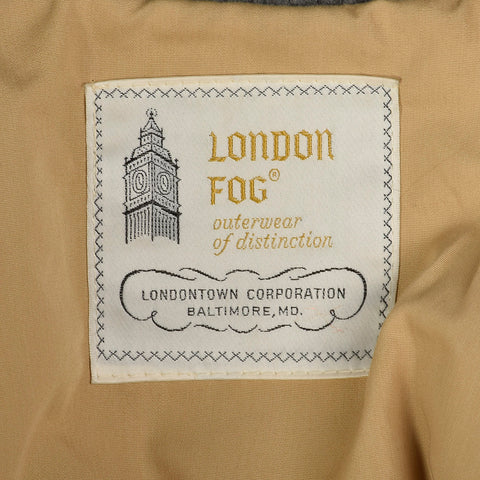 LONDON
FOG®
outerwear
of distinction
LONDONTOWN CORPORATION
BALTIMORE, MD.